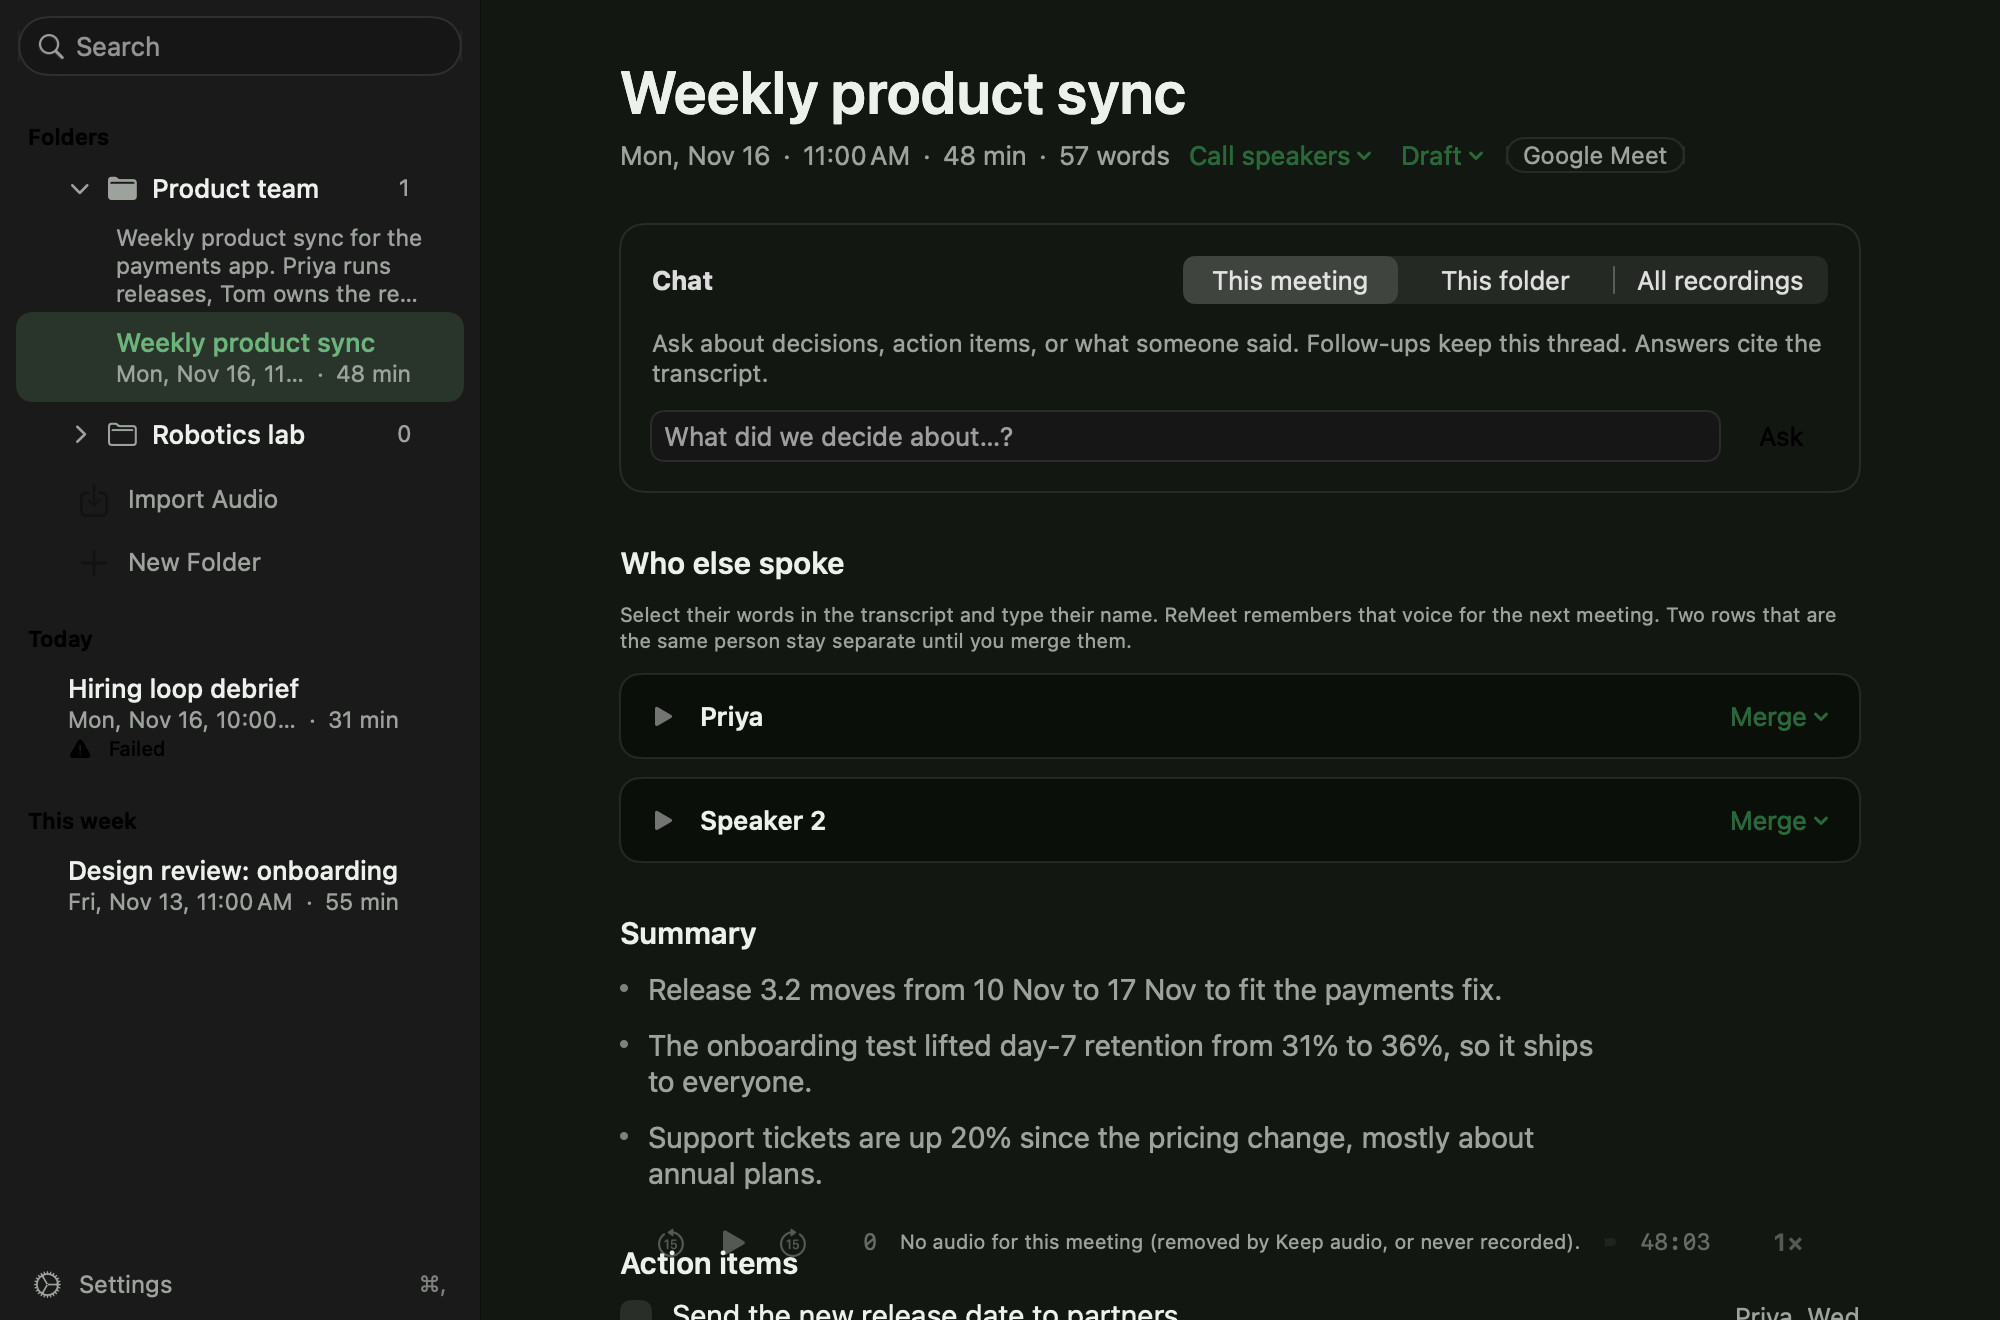 Search
Folders
Product team 1
Weekly product sync for the
payments app. Priya runs
releases, Tom owns the re...
Weekly product sync
Mon, Nov 16, 11... · 48 min
Robotics lab 0
Import Audio
New Folder
Today
Hiring loop debrief
Mon, Nov 16, 10:00... · 31 min
Failed
This week
Design review: onboarding
Fri, Nov 13, 11:00 AM · 55 min
Settings ⌘,
Weekly product sync
Mon, Nov 16 · 11:00 AM · 48 min · 57 words Call speakers Draft Google Meet
Chat This meeting This folder All recordings
Ask about decisions, action items, or what someone said. Follow-ups keep this thread. Answers cite the
transcript.
What did we decide about...? Ask
Who else spoke
Select their words in the transcript and type their name. ReMeet remembers that voice for the next meeting. Two rows that are
the same person stay separate until you merge them.
Priya Merge
Speaker 2 Merge
Summary
• Release 3.2 moves from 10 Nov to 17 Nov to fit the payments fix.
• The onboarding test lifted day-7 retention from 31% to 36%, so it ships
to everyone.
• Support tickets are up 20% since the pricing change, mostly about
annual plans.
15 15 0 No audio for this meeting (removed by Keep audio, or never recorded). 48:03 1×
Action items
Send the new release date to partners Priya, Wed